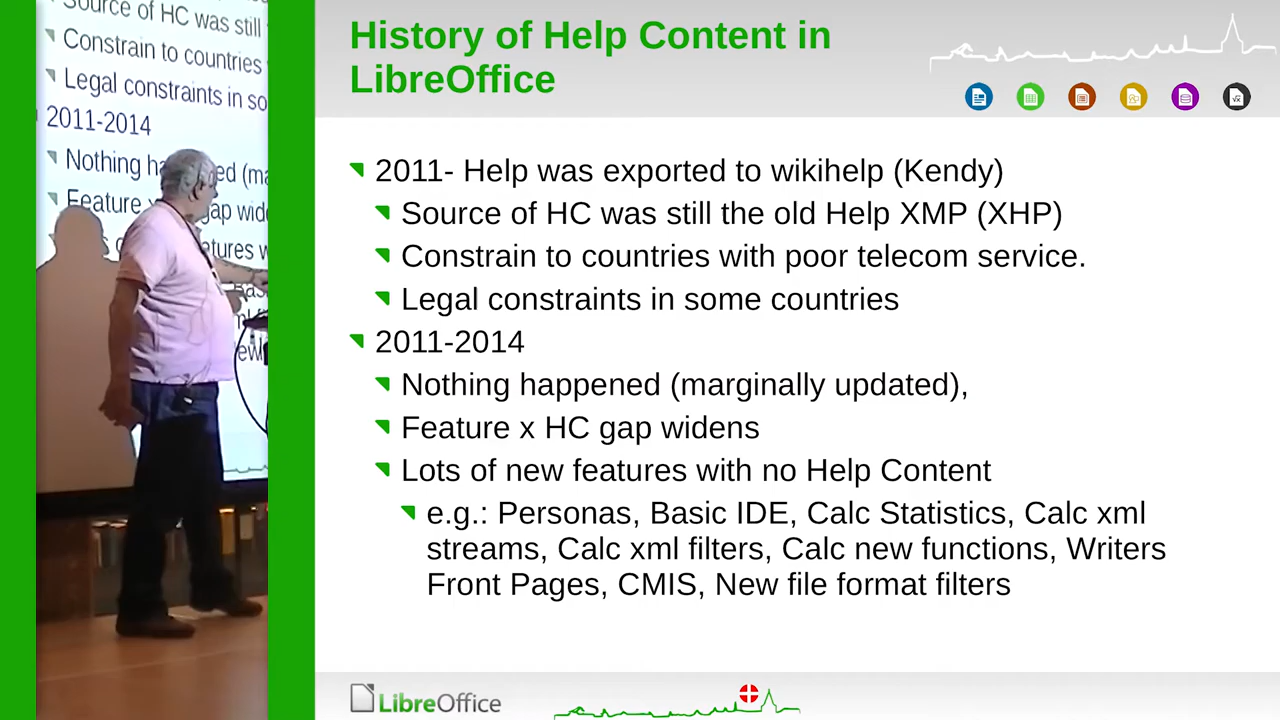 Source of HC was still
Constrain to countries
Legal constraints in so
2011-2014
Nothing ha ed (ma
Feature gap wid
tures w
Bas
ew
History of Help Content in
LibreOffice
2011- Help was exported to wikihelp (Kendy)
Source of HC was still the old Help XMP (XHP)
Constrain to countries with poor telecom service.
Legal constraints in some countries
2011-2014
Nothing happened (marginally updated),
Feature x HC gap widens
Lots of new features with no Help Content
e.g.: Personas, Basic IDE, Calc Statistics, Calc xml
streams, Calc xml filters, Calc new functions, Writers
Front Pages, CMIS, New file format filters
LibreOffice